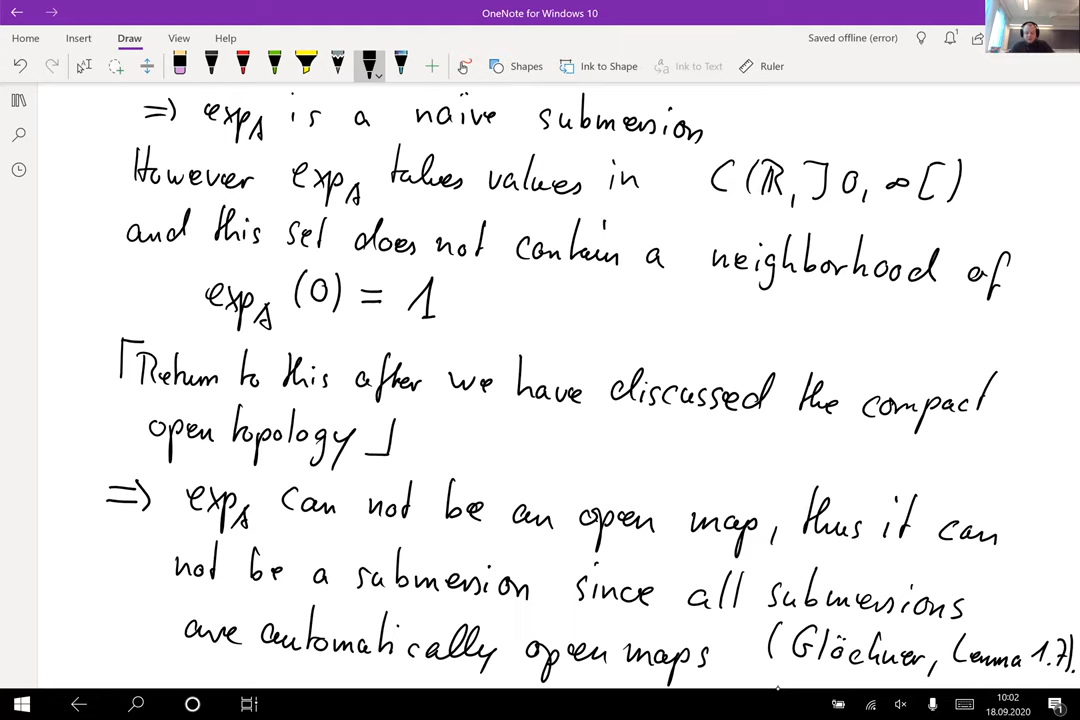 OneNote for Windows 10
Home Insert Draw View Help Saved offline (error)
Shapes Ink to Shape Ink to Text Ruler
=> exp_A is a naïve submersion
However exp_A takes values in C(ℝ, ]0, ∞[)
and this set does not contain a neighborhood of
exp_A (0) = 1
⌈Return to this after we have discussed the compact
open topology⌋
=> exp_A can not be an open map, thus it can
not be a submersion since all submersions
are automatically open maps (Glöckner, Lemma 1.7).
10:02
18.09.2020